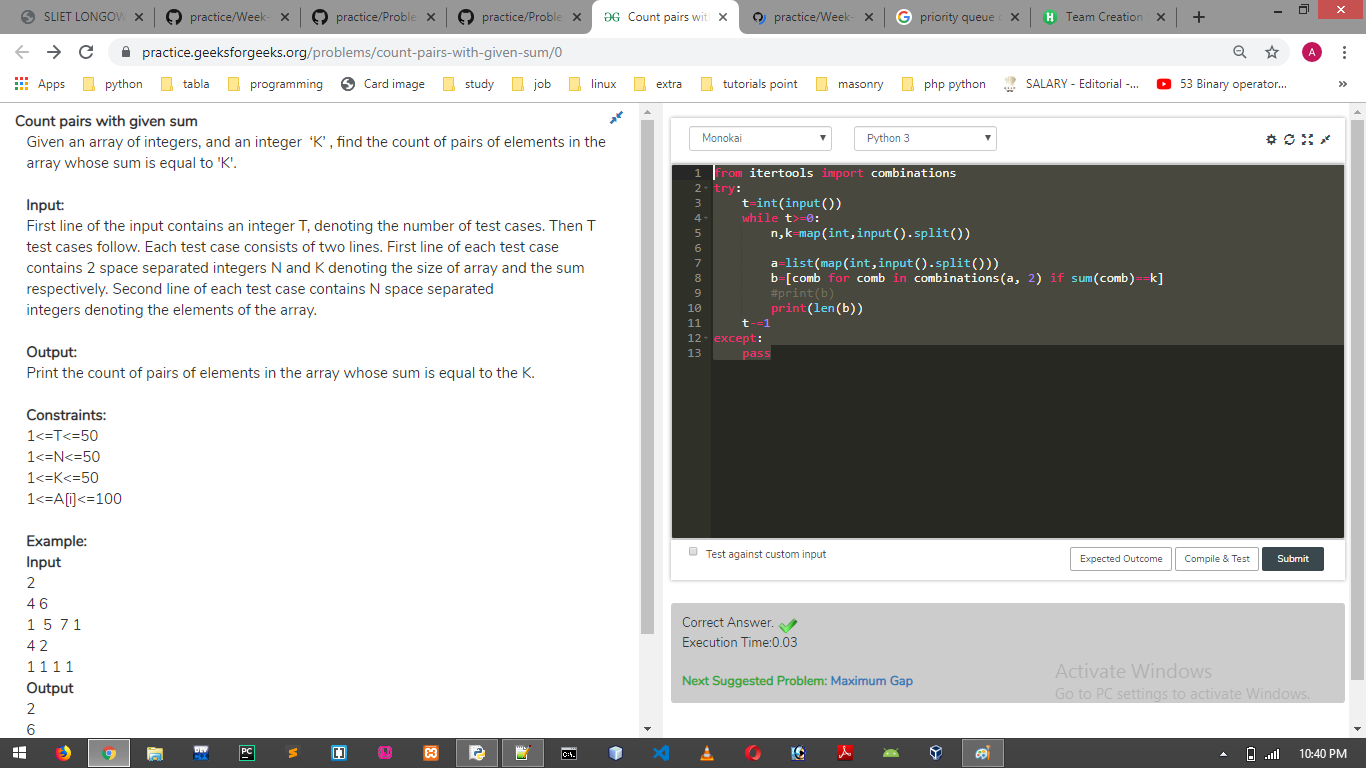 SLIET LONGOW
practice/Week-
practice/Proble
practice/Proble
Count pairs wit
practice/Week-
priority queue
Team Creation
practice.geeksforgeeks.org/problems/count-pairs-with-given-sum/0
A
Apps
python
tabla
programming
Card image
study
job
linux
extra
tutorials point
masonry
php python
SALARY - Editorial -...
53 Binary operator...
»
Count pairs with given sum
Given an array of integers, and an integer ‘K’ , find the count of pairs of elements in the
array whose sum is equal to 'K'.
Input:
First line of the input contains an integer T, denoting the number of test cases. Then T
test cases follow. Each test case consists of two lines. First line of each test case
contains 2 space separated integers N and K denoting the size of array and the sum
respectively. Second line of each test case contains N space separated
integers denoting the elements of the array.
Output:
Print the count of pairs of elements in the array whose sum is equal to the K.
Constraints:
1<=T<=50
1<=N<=50
1<=K<=50
1<=A[i]<=100
Example:
Input
2
4 6
1 5 7 1
4 2
1 1 1 1
Output
2
6
Monokai
Python 3
1 from itertools import combinations
2 try:
3     t=int(input())
4     while t>=0:
5         n,k=map(int,input().split())
6
7         a=list(map(int,input().split()))
8         b=[comb for comb in combinations(a, 2) if sum(comb)==k]
9         #print(b)
10         print(len(b))
11     t-=1
12 except:
13     pass
Test against custom input
Expected Outcome
Compile & Test
Submit
Correct Answer.
Execution Time:0.03
Next Suggested Problem: Maximum Gap
Activate Windows
Go to PC settings to activate Windows.
10:40 PM